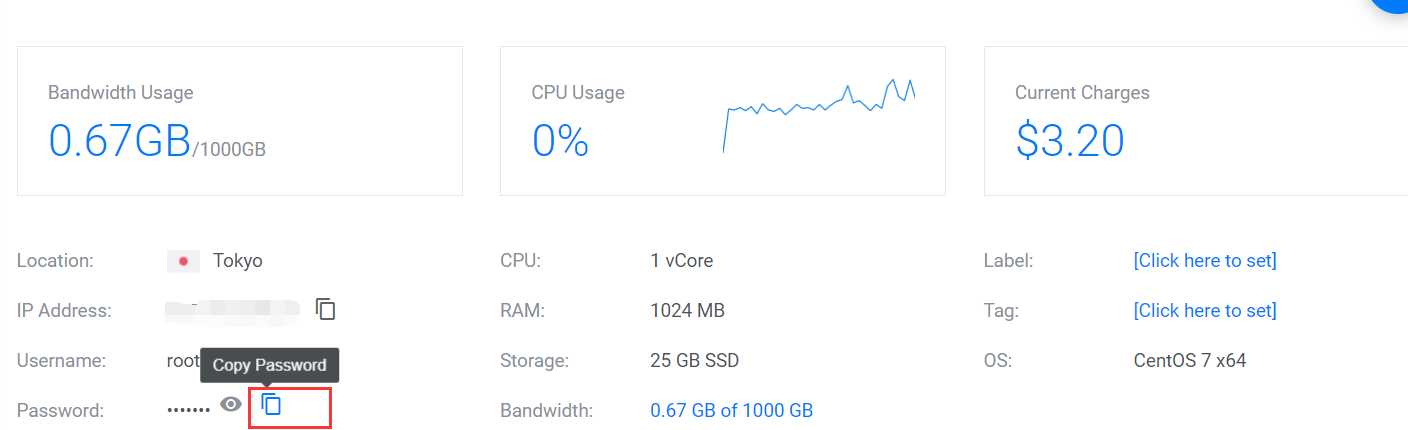 Bandwidth Usage
0.67GB/1000GB
CPU Usage
0%
Current Charges
$3.20
Location: Tokyo
IP Address:
Username: root
Copy Password
Password: •••••••
CPU: 1 vCore
RAM: 1024 MB
Storage: 25 GB SSD
Bandwidth: 0.67 GB of 1000 GB
Label: [Click here to set]
Tag: [Click here to set]
OS: CentOS 7 x64